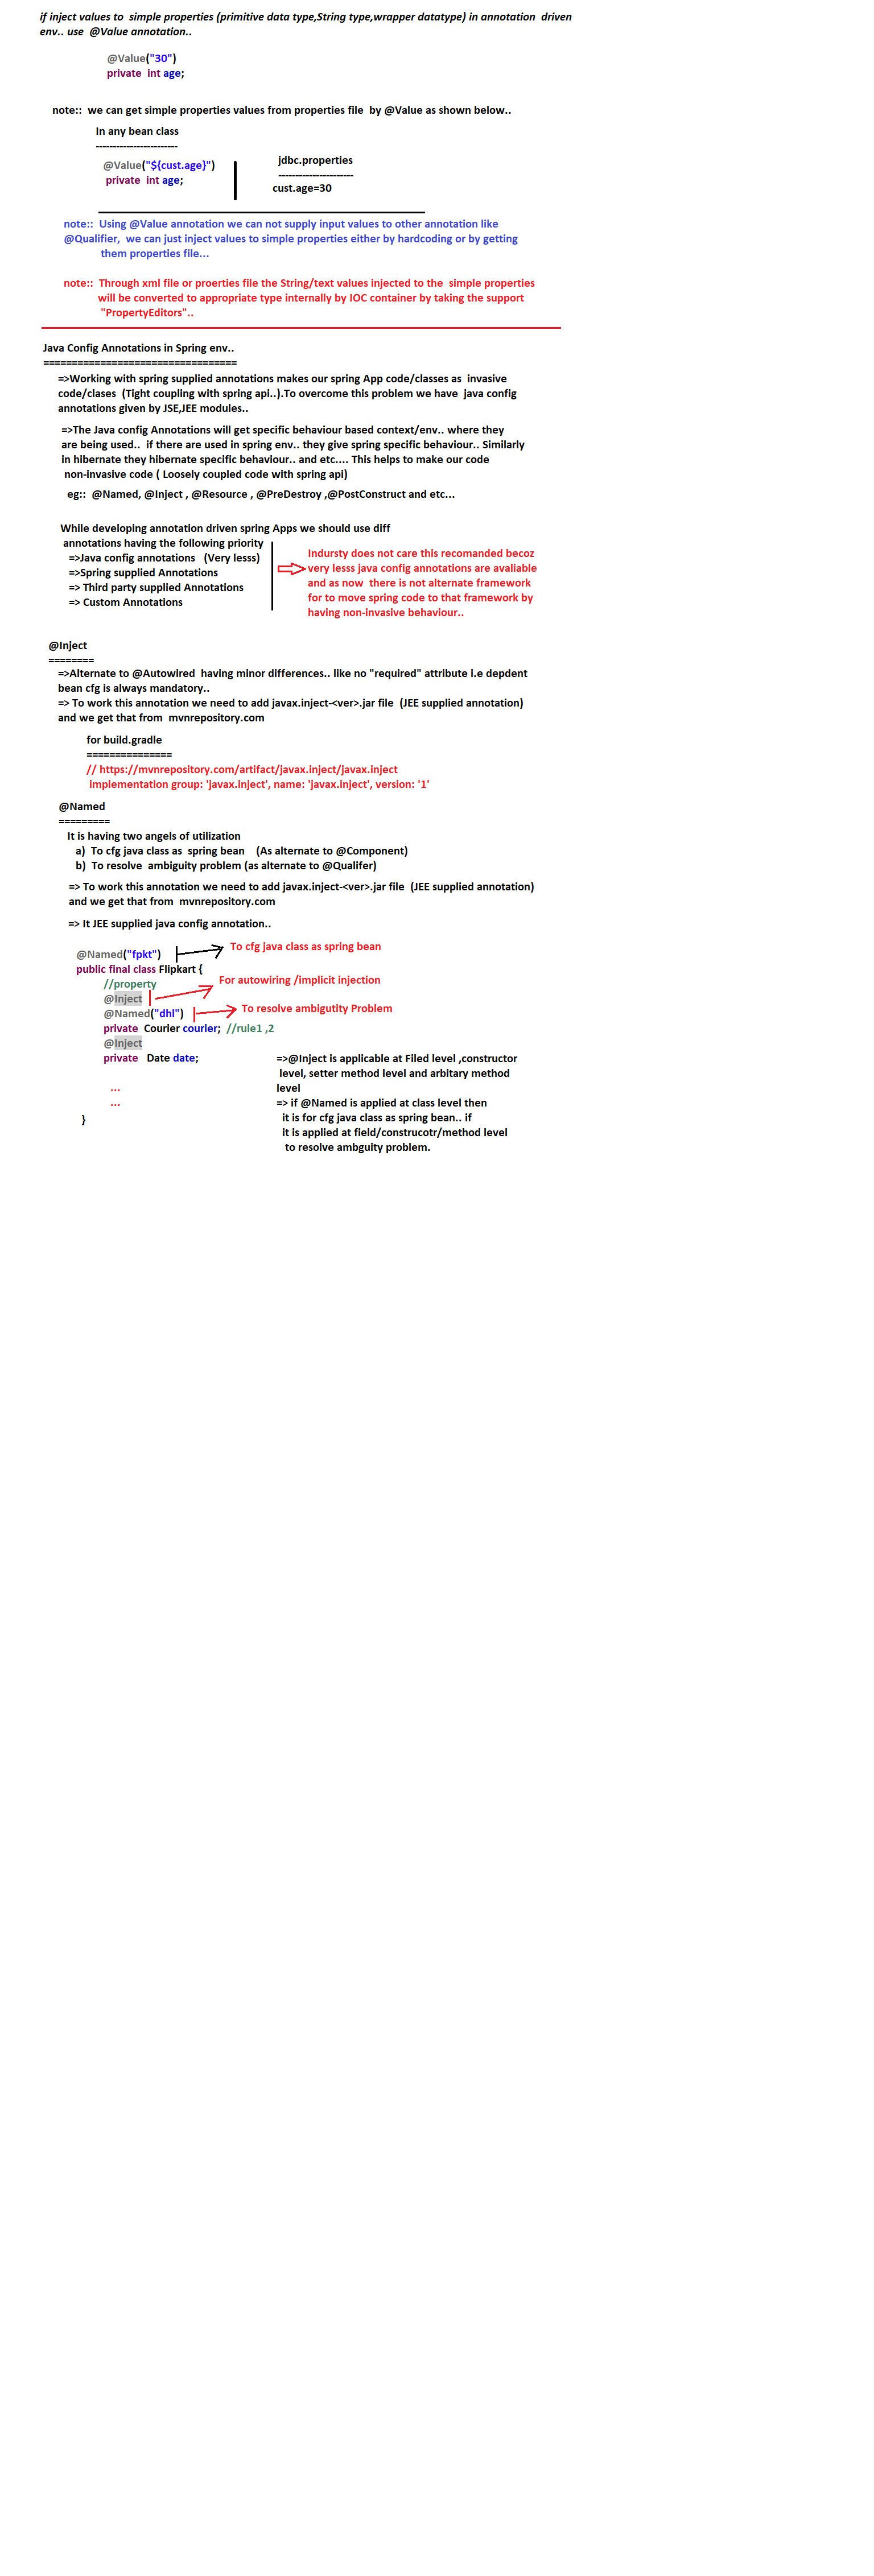 if inject values to  simple properties (primitive data type,String type,wrapper datatype) in annotation  driven
env.. use  @Value annotation..
@Value("30")
private  int age;
note::  we can get simple properties values from properties file  by @Value as shown below..
In any bean class
------------------------
@Value("${cust.age}")
private  int age;
jdbc.properties
----------------------
cust.age=30
note::  Using @Value annotation we can not supply input values to other annotation like
@Qualifier,  we can just inject values to simple properties either by hardcoding or by getting
them properties file...
note::  Through xml file or proerties file the String/text values injected to the  simple properties
will be converted to appropriate type internally by IOC container by taking the support
"PropertyEditors"..
Java Config Annotations in Spring env..
==================================
=>Working with spring supplied annotations makes our spring App code/classes as  invasive
code/clases  (Tight coupling with spring api..).To overcome this problem we have  java config
annotations given by JSE,JEE modules..
=>The Java config Annotations will get specific behaviour based context/env.. where they
are being used..  if there are used in spring env.. they give spring specific behaviour.. Similarly
in hibernate they hibernate specific behaviour.. and etc.... This helps to make our code
non-invasive code ( Loosely coupled code with spring api)
eg::  @Named, @Inject , @Resource , @PreDestroy ,@PostConstruct and etc...
While developing annotation driven spring Apps we should use diff
annotations having the following priority
=>Java config annotations   (Very lesss)
=>Spring supplied Annotations
=> Third party supplied Annotations
=> Custom Annotations
Indursty does not care this recomanded becoz
very lesss java config annotations are avaliable
and as now  there is not alternate framework
for to move spring code to that framework by
having non-invasive behaviour..
@Inject
========
=>Alternate to @Autowired  having minor differences.. like no "required" attribute i.e depdent
bean cfg is always mandatory..
=> To work this annotation we need to add javax.inject-<ver>.jar file  (JEE supplied annotation)
and we get that from  mvnrepository.com
for build.gradle
===============
// https://mvnrepository.com/artifact/javax.inject/javax.inject
implementation group: 'javax.inject', name: 'javax.inject', version: '1'
@Named
=========
It is having two angels of utilization
a)  To cfg java class as  spring bean    (As alternate to @Component)
b)  To resolve  ambiguity problem (as alternate to @Qualifer)
=> To work this annotation we need to add javax.inject-<ver>.jar file  (JEE supplied annotation)
and we get that from  mvnrepository.com
=> It JEE supplied java config annotation..
@Named("fpkt")
To cfg java class as spring bean
public final class Flipkart {
//property
For autowiring /implicit injection
@Inject
@Named("dhl")
To resolve ambigutity Problem
private  Courier courier;  //rule1 ,2
@Inject
private   Date date;
...
...
}
=>@Inject is applicable at Filed level ,constructor
level, setter method level and arbitary method
level
=> if @Named is applied at class level then
it is for cfg java class as spring bean.. if
it is applied at field/construcotr/method level
to resolve ambguity problem.